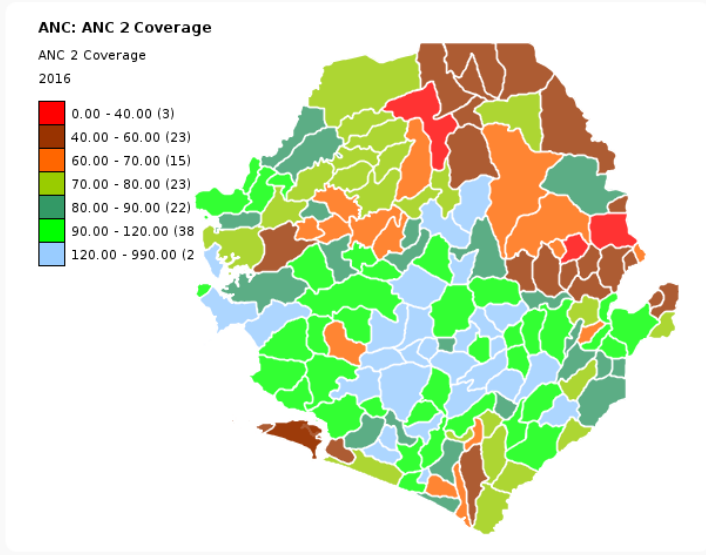 ANC: ANC 2 Coverage
ANC 2 Coverage
2016
0.00 - 40.00 (3)
40.00 - 60.00 (23)
60.00 - 70.00 (15)
70.00 - 80.00 (23)
80.00 - 90.00 (22)
90.00 - 120.00 (38
120.00 - 990.00 (2